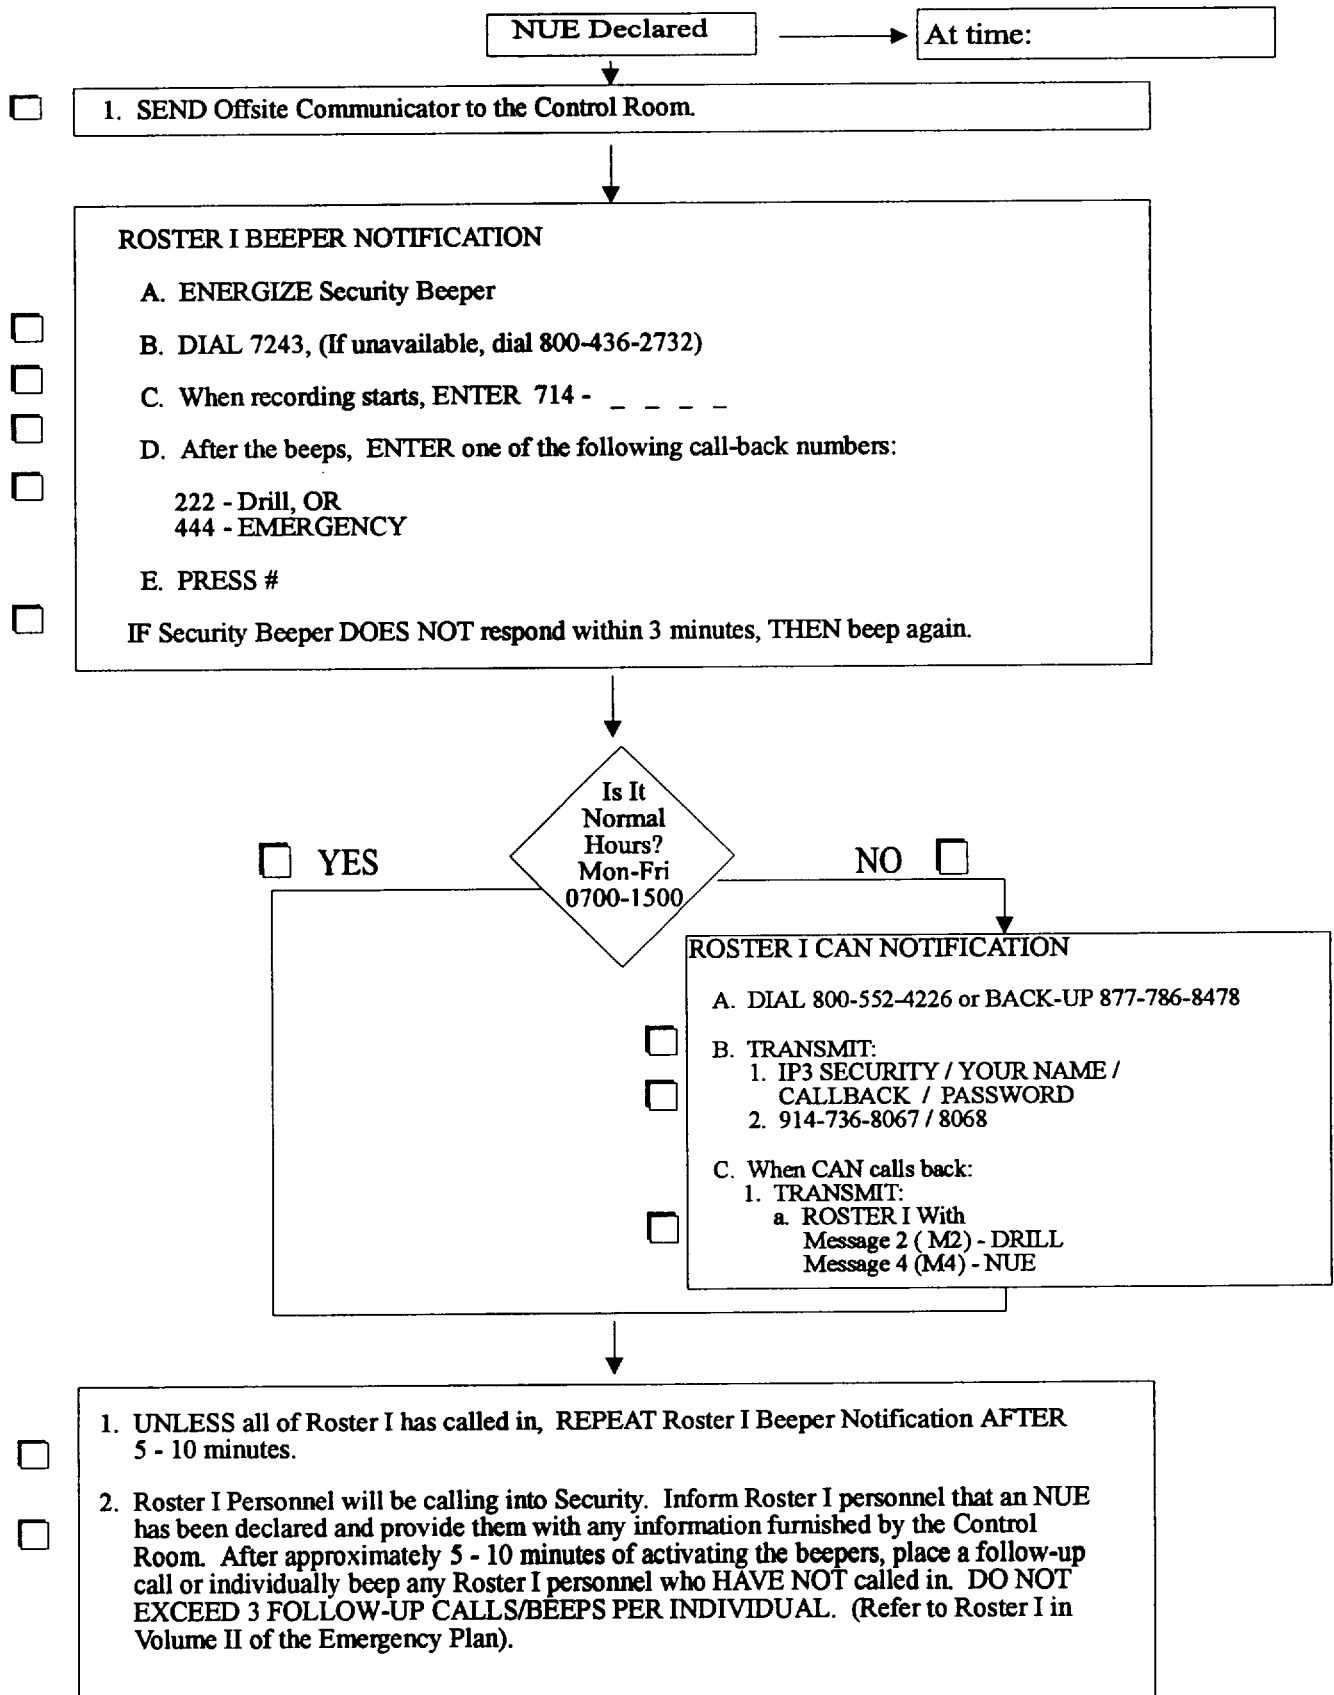 NUE Declared
At time:
1. SEND Offsite Communicator to the Control Room.
ROSTER I BEEPER NOTIFICATION
A. ENERGIZE Security Beeper
B. DIAL 7243, (If unavailable, dial 800-436-2732)
C. When recording starts, ENTER 714 - _ _ _ _
D. After the beeps, ENTER one of the following call-back numbers:
222 - Drill, OR
444 - EMERGENCY
E. PRESS #
IF Security Beeper DOES NOT respond within 3 minutes, THEN beep again.
Is It
Normal
Hours?
Mon-Fri
0700-1500
YES
NO
ROSTER I CAN NOTIFICATION
A. DIAL 800-552-4226 or BACK-UP 877-786-8478
B. TRANSMIT:
1. IP3 SECURITY / YOUR NAME /
CALLBACK / PASSWORD
2. 914-736-8067 / 8068
C. When CAN calls back:
1. TRANSMIT:
a. ROSTER I With
Message 2 ( M2) - DRILL
Message 4 (M4) - NUE
1. UNLESS all of Roster I has called in, REPEAT Roster I Beeper Notification AFTER
5 - 10 minutes.
2. Roster I Personnel will be calling into Security. Inform Roster I personnel that an NUE
has been declared and provide them with any information furnished by the Control
Room. After approximately 5 - 10 minutes of activating the beepers, place a follow-up
call or individually beep any Roster I personnel who HAVE NOT called in. DO NOT
EXCEED 3 FOLLOW-UP CALLS/BEEPS PER INDIVIDUAL. (Refer to Roster I in
Volume II of the Emergency Plan).